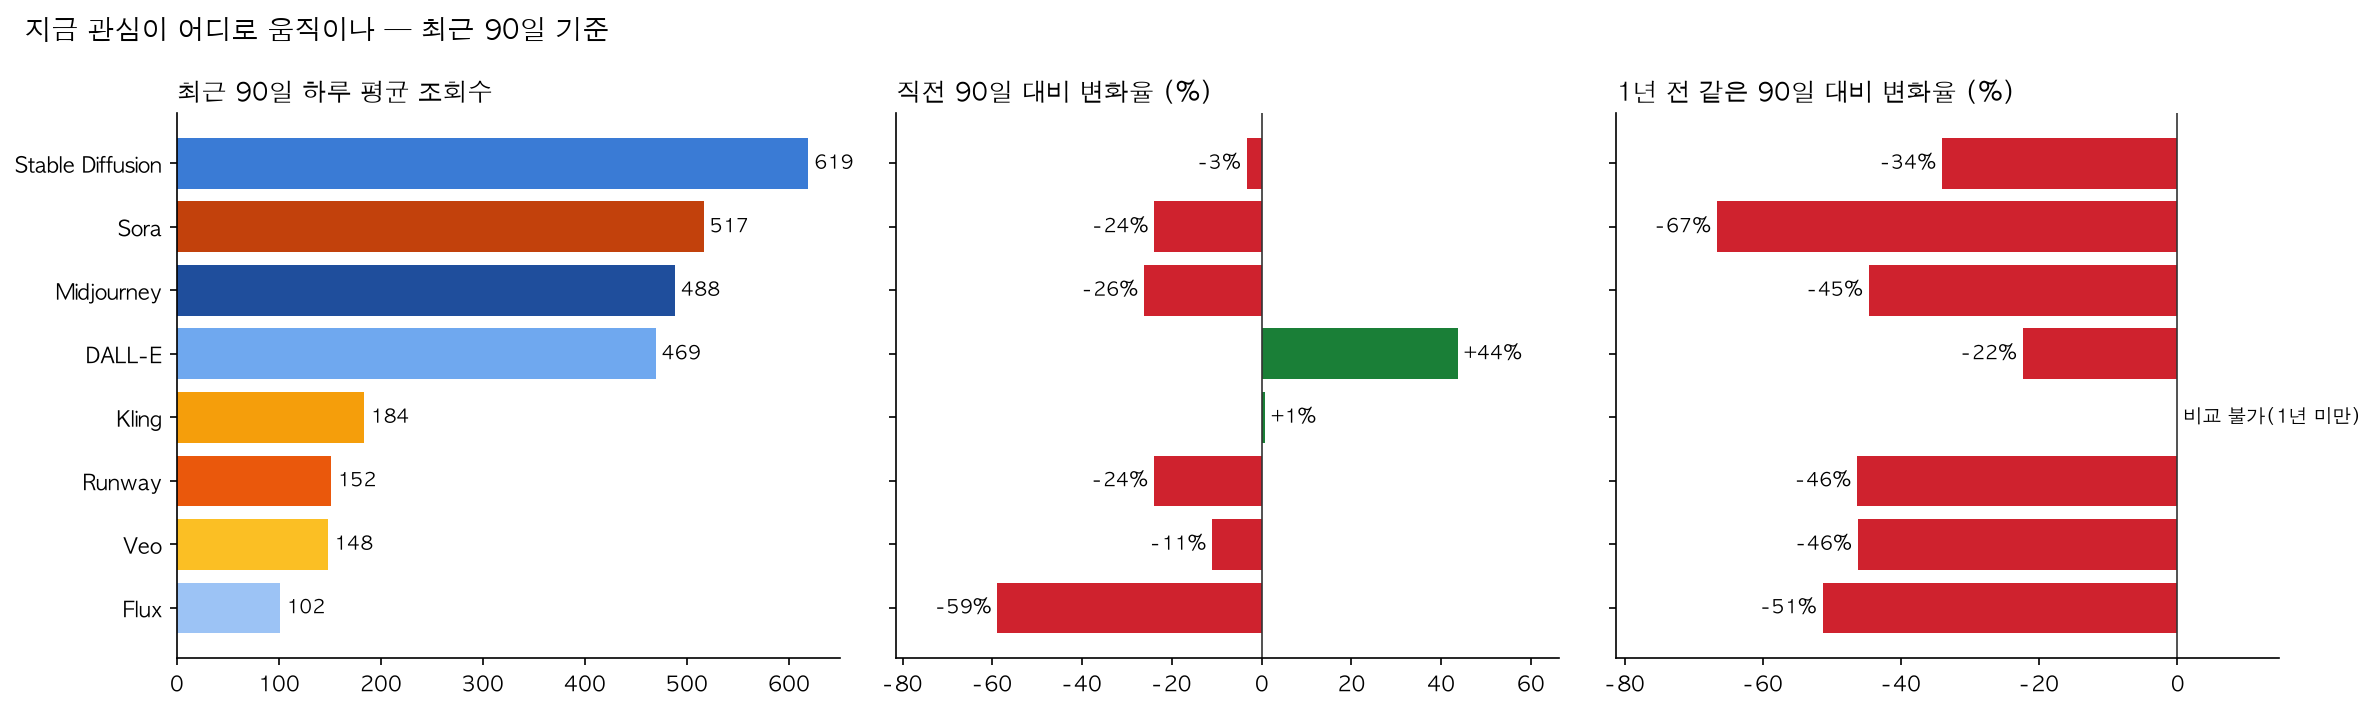 지금 관심이 어디로 움직이나 — 최근 90일 기준
최근 90일 하루 평균 조회수
Stable Diffusion
Sora
Midjourney
DALL-E
Kling
Runway
Veo
Flux
619
517
488
469
184
152
148
102
0 100 200 300 400 500 600
직전 90일 대비 변화율 (%)
-3%
-24%
-26%
+44%
+1%
-24%
-11%
-59%
-80 -60 -40 -20 0 20 40 60
1년 전 같은 90일 대비 변화율 (%)
-34%
-67%
-45%
-22%
비교 불가(1년 미만)
-46%
-46%
-51%
-80 -60 -40 -20 0